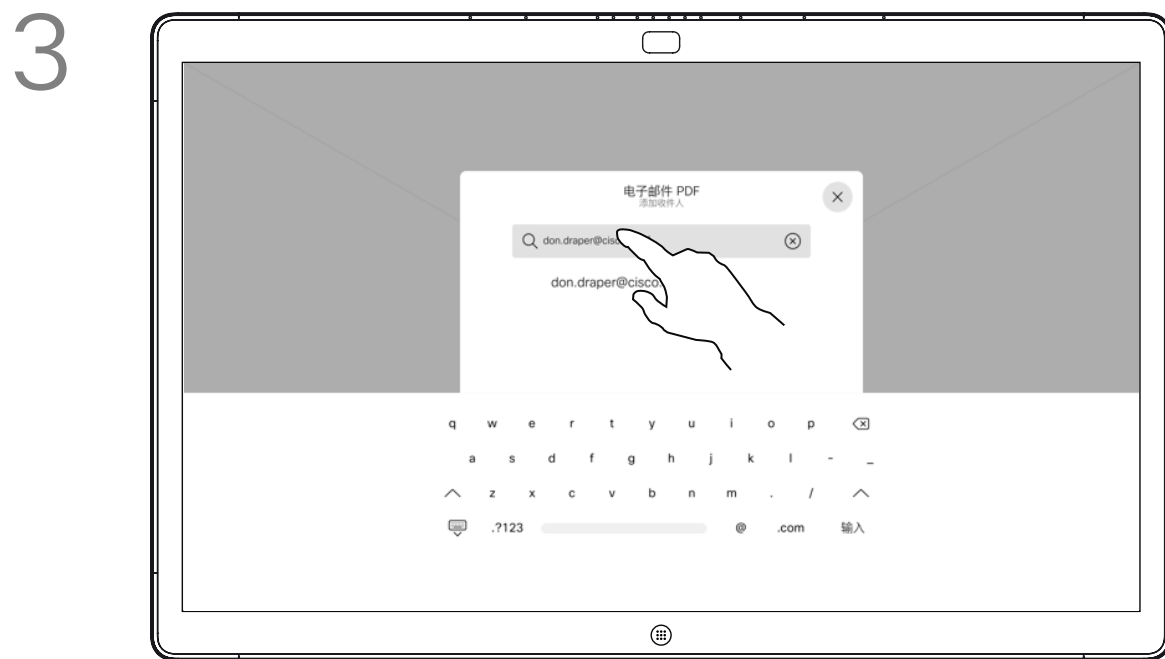 3
电子邮件 PDF
添加收件人
don.draper@cisc
don.draper@cisco.
q w e r t y u i o p
a s d f g h j k l - _
z x c v b n m . /
.?123 @ .com 输入